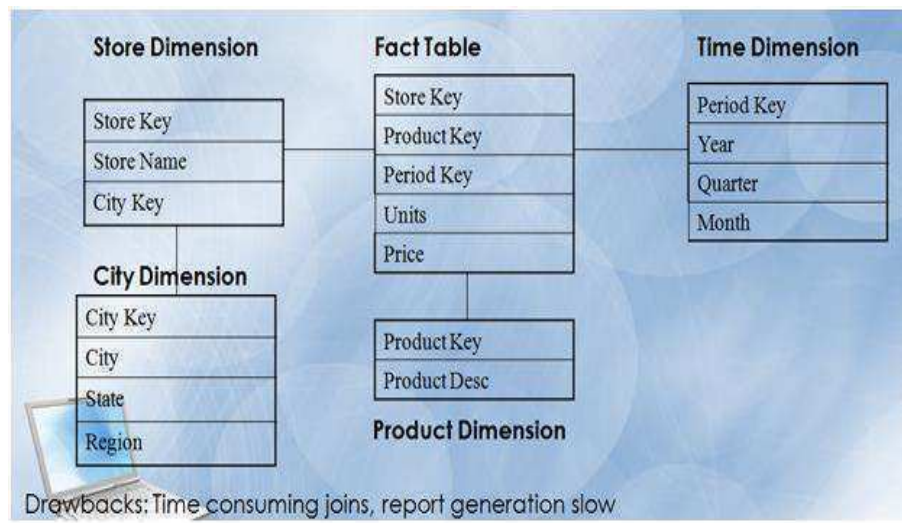 Store Dimension
Store Key
Store Name
City Key
City Dimension
City Key
City
State
Region
Fact Table
Store Key
Product Key
Period Key
Units
Price
Product Key
Product Desc
Product Dimension
Time Dimension
Period Key
Year
Quarter
Month
Drawbacks: Time consuming joins, report generation slow